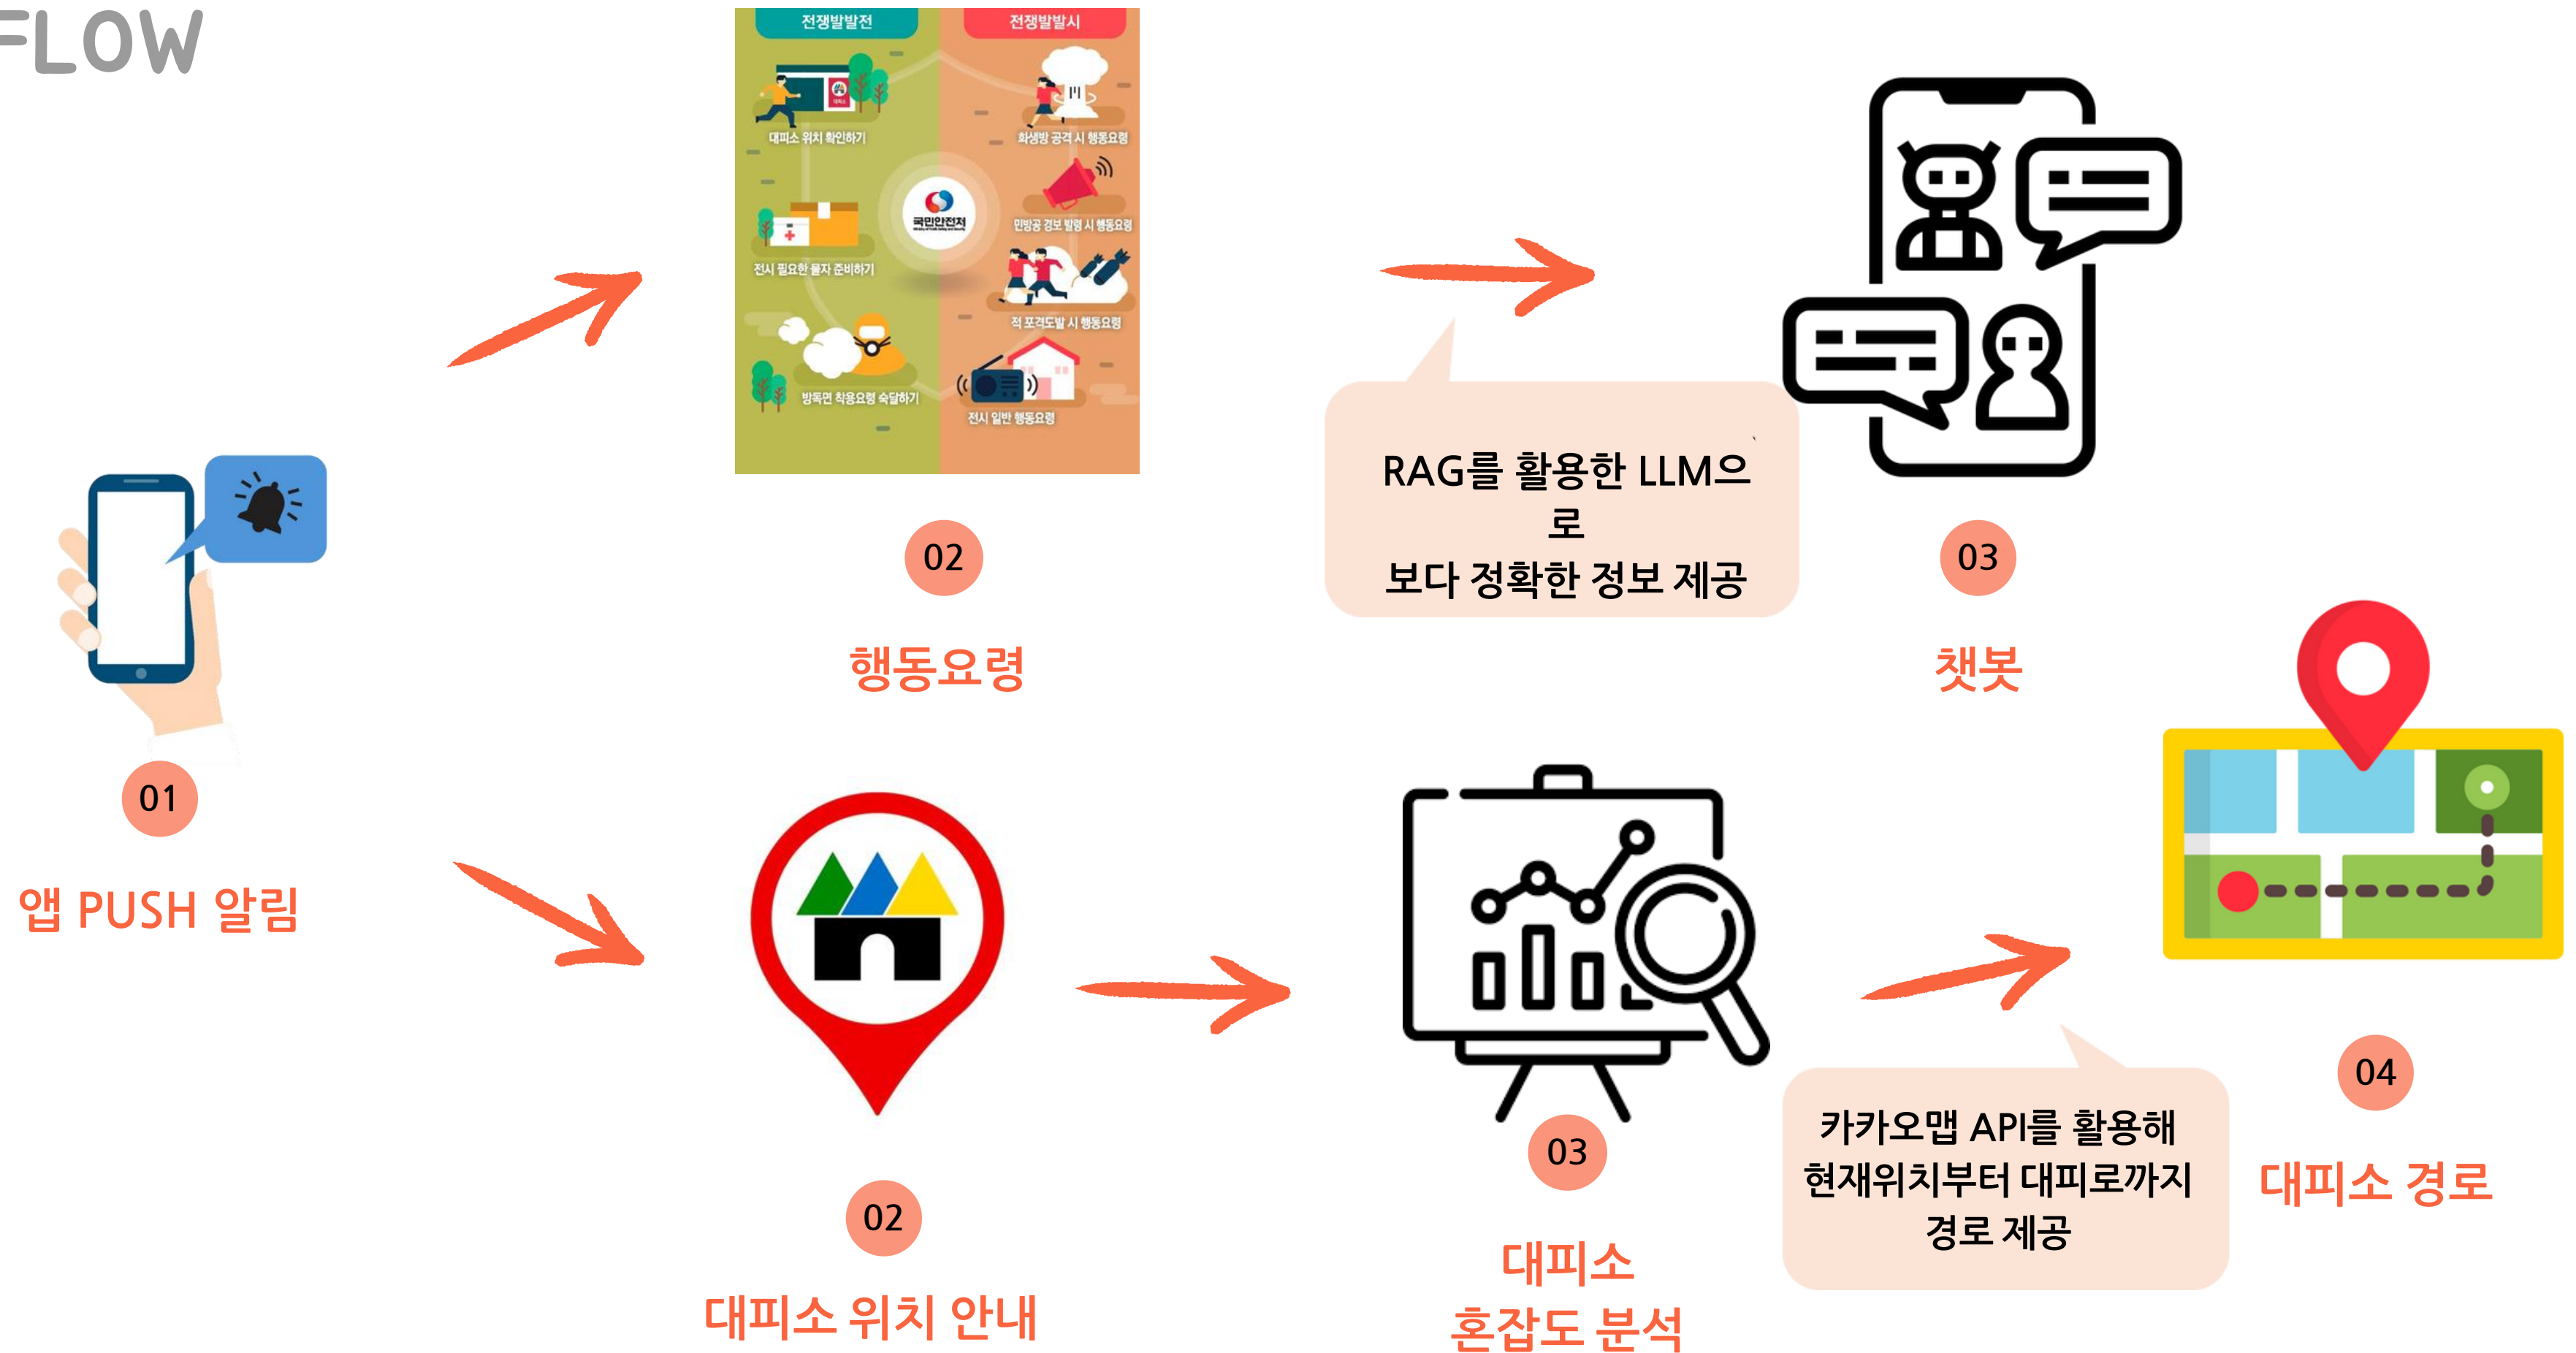 FLOW
전쟁발발전
전쟁발발시
대피소 위치 확인하기
화생방 공격 시 행동요령
국민안전처
민방공 경보 발령 시 행동요령
전시 필요한 물자 준비하기
적 포격도발 시 행동요령
방독면 착용요령 숙달하기
전시 일반 행동요령
RAG를 활용한 LLM으
로
보다 정확한 정보 제공
02
행동요령
03
챗봇
01
앱 PUSH 알림
02
대피소 위치 안내
03
대피소
혼잡도 분석
카카오맵 API를 활용해
현재위치부터 대피로까지
경로 제공
04
대피소 경로